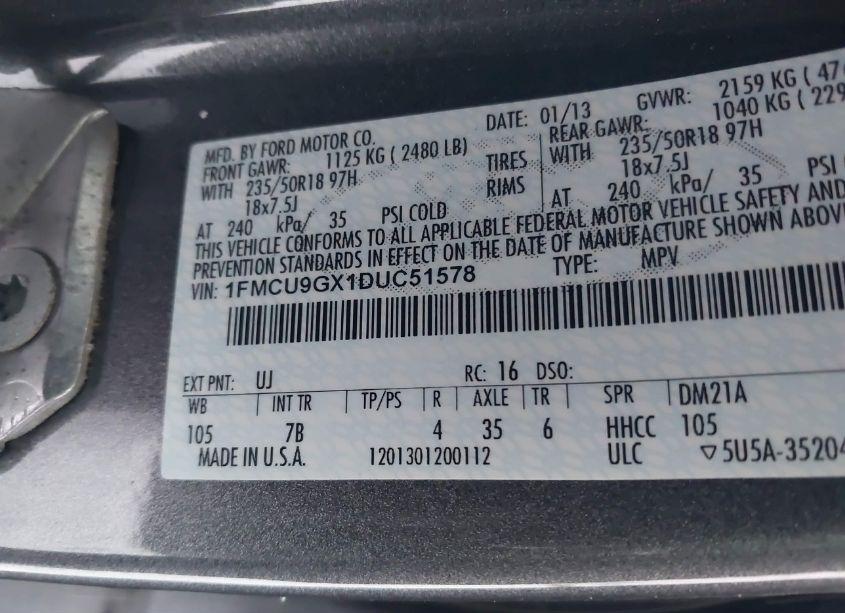 MFD. BY FORD MOTOR CO. DATE: 01/13 GVWR: 2159 KG (
FRONT GAWR: 1125 KG ( 2480 LB) REAR GAWR: 1040 KG (
WITH 235/50R18 97H TIRES WITH 235/50R18 97H
18x7.5J RIMS 18x7.5J
AT 240 kPa/ 35 PSI COLD AT 240 kPa/ 35 PSI
THIS VEHICLE CONFORMS TO ALL APPLICABLE FEDERAL MOTOR VEHICLE SAFETY AND
PREVENTION STANDARDS IN EFFECT ON THE DATE OF MANUFACTURE SHOWN ABOVE
VIN: 1FMCU9GX1DUC51578 TYPE: MPV
EXT PNT: UJ RC: 16 DSO:
WB INT TR TP/PS R AXLE TR SPR DM21A
105 7B 4 35 6 HHCC 105
MADE IN U.S.A. 1201301200112 ULC ▽5U5A-35204